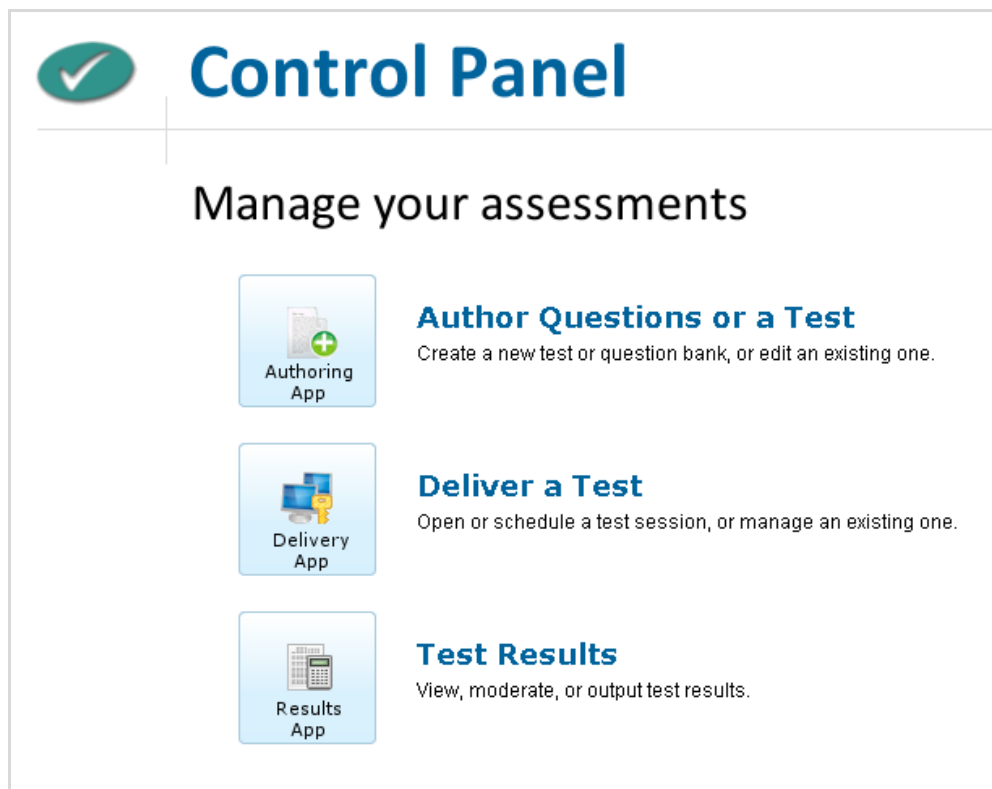 Control Panel
Manage your assessments
Authoring
App
Author Questions or a Test
Create a new test or question bank, or edit an existing one.
Delivery
App
Deliver a Test
Open or schedule a test session, or manage an existing one.
Results
App
Test Results
View, moderate, or output test results.